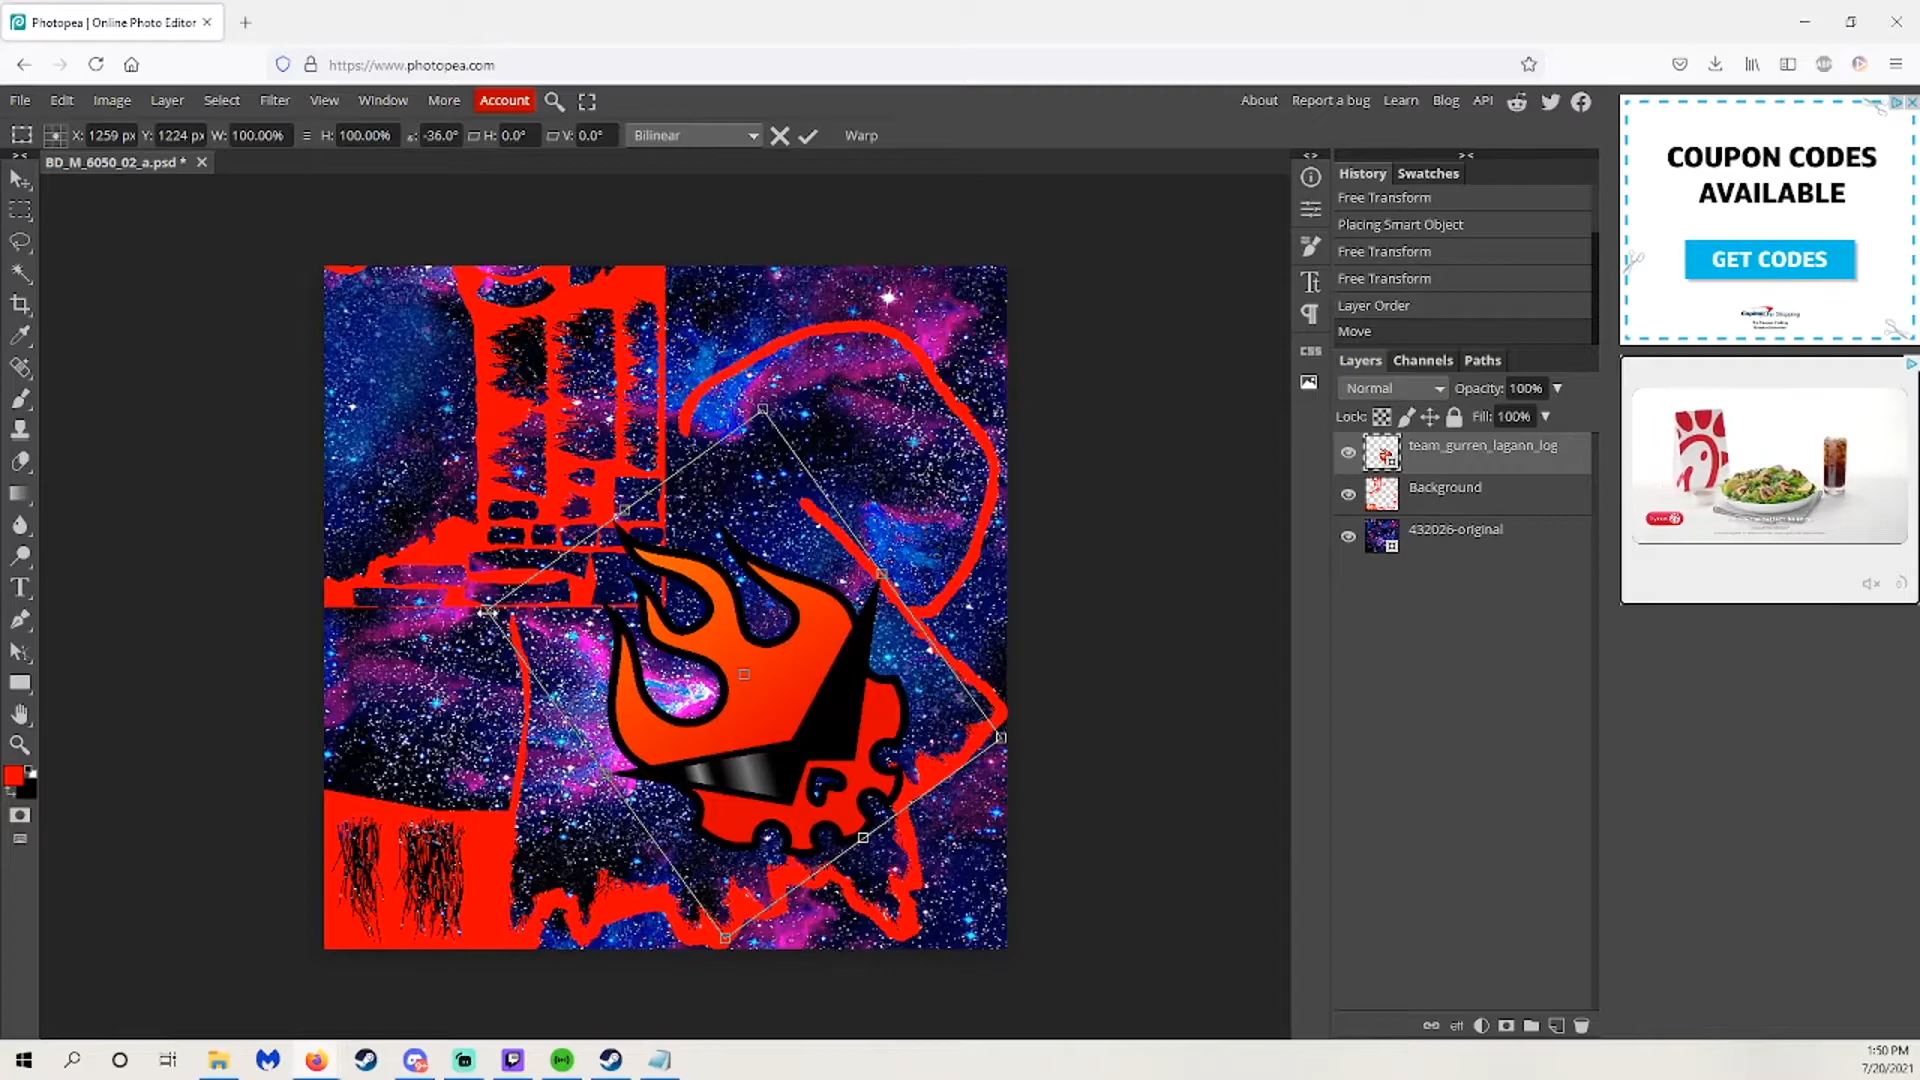 Photopea | Online Photo Editor
https://www.photopea.com
File Edit Image Layer Select Filter View Window More Account
About Report a bug Learn Blog API
X: 1259 px Y: 1224 px W: 100.00% H: 100.00% -36.0° H: 0.0° V: 0.0° Bilinear Warp
BD_M_6050_02_a.psd *
History Swatches
Free Transform
Placing Smart Object
Free Transform
Free Transform
Layer Order
Move
Layers Channels Paths
Normal Opacity: 100%
Lock: Fill: 100%
team_gurren_lagann_log
Background
432026-original
CSS
eff
COUPON CODES
AVAILABLE
GET CODES
1:50 PM
7/20/2021